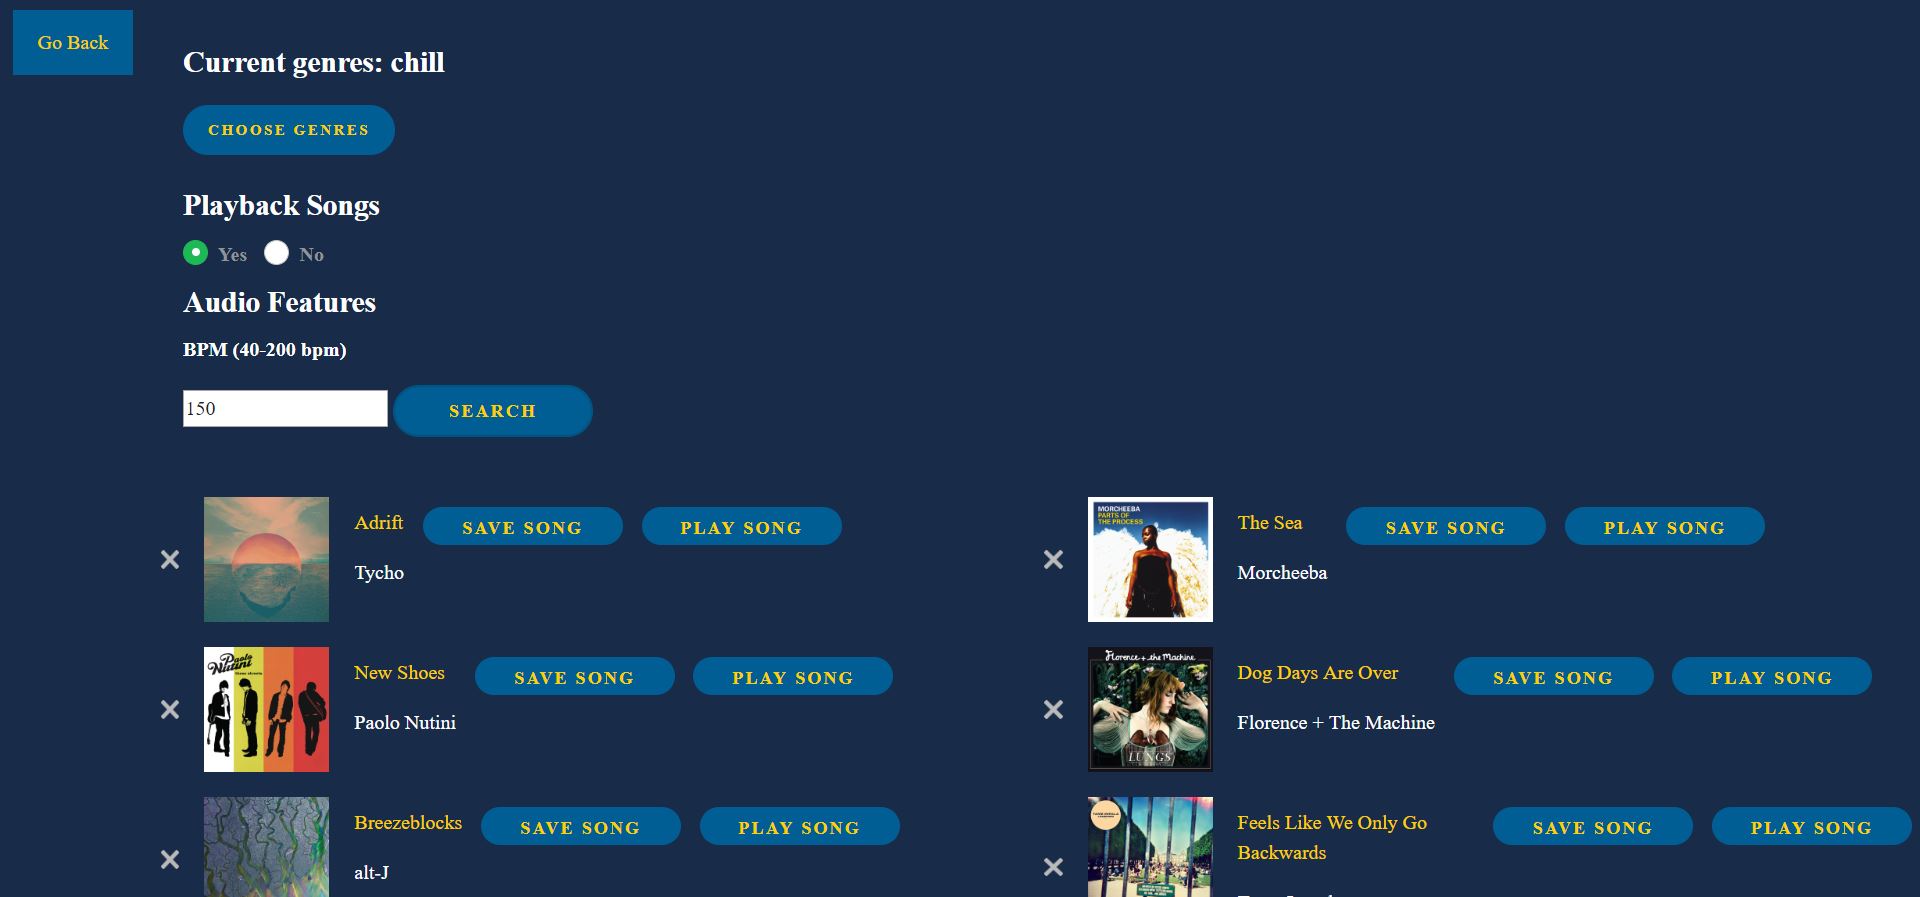 Go Back
Current genres: chill
CHOOSE GENRES
Playback Songs
Yes No
Audio Features
BPM (40-200 bpm)
150 SEARCH
Adrift SAVE SONG PLAY SONG
Tycho
MORCHEEBA
PARTS OF
THE PROCESS
The Sea SAVE SONG PLAY SONG
Morcheeba
Paolo
Nutini
New Shoes SAVE SONG PLAY SONG
Paolo Nutini
Florence + the Machine
LUNGS
Dog Days Are Over SAVE SONG PLAY SONG
Florence + The Machine
Breezeblocks SAVE SONG PLAY SONG
alt-J
Feels Like We Only Go
Backwards
SAVE SONG PLAY SONG